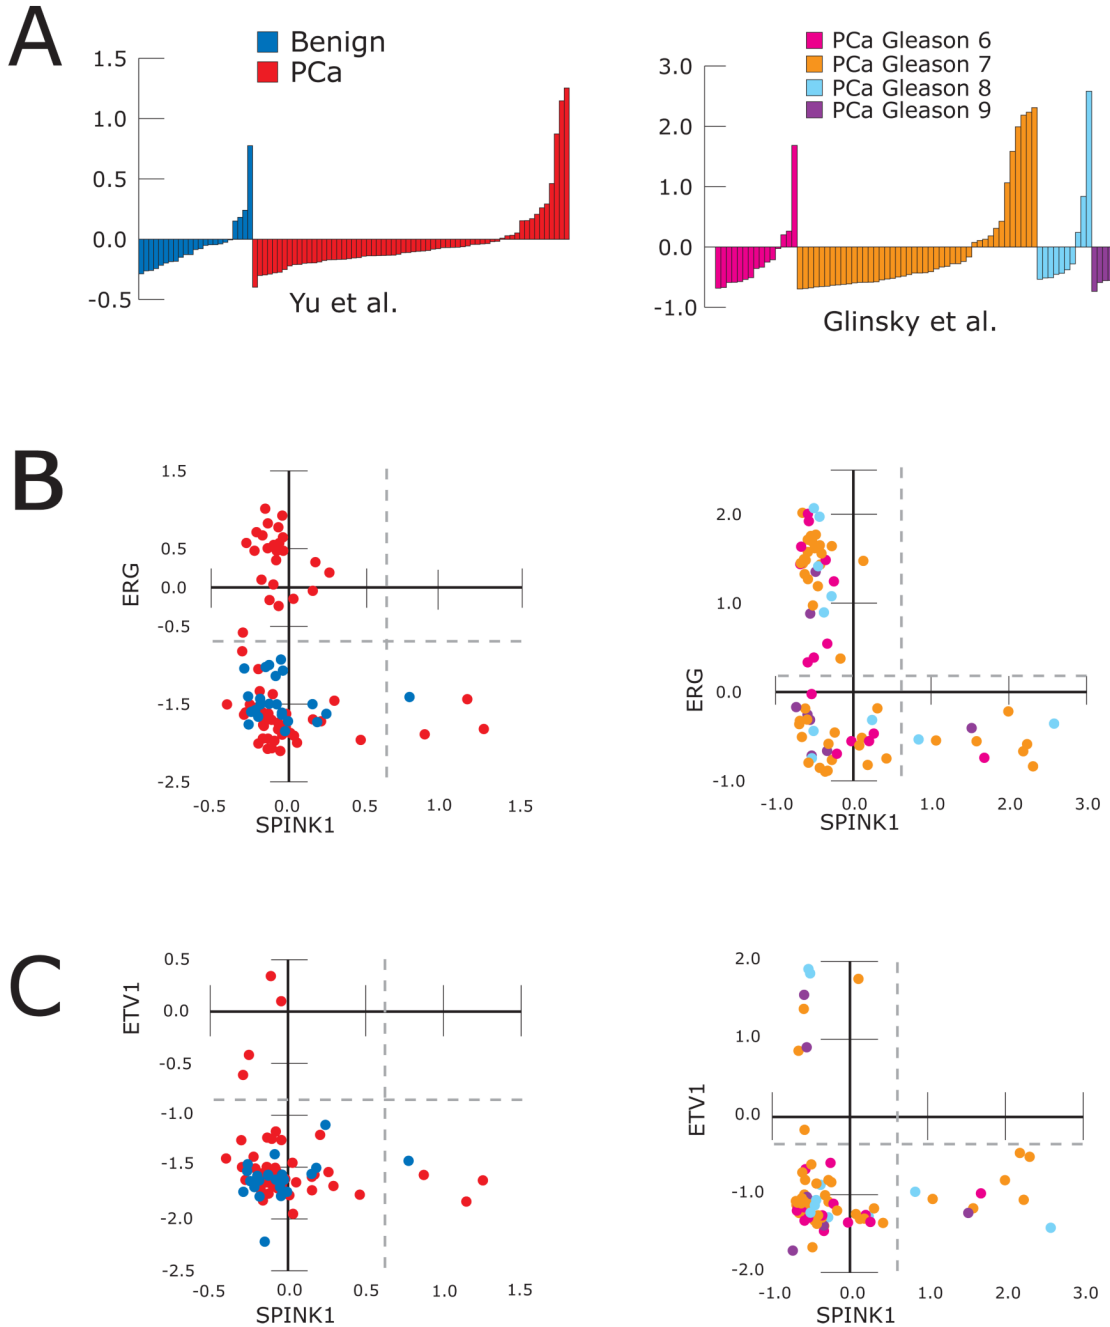 A
Benign
PCa
1.5
1.0
0.5
0.0
-0.5
Yu et al.
PCa Gleason 6
PCa Gleason 7
PCa Gleason 8
PCa Gleason 9
3.0
2.0
1.0
0.0
-1.0
Glinsky et al.
B
ERG
1.5
0.5
0.0
-0.5
-1.5
-2.5
-0.5 0.0 0.5 1.0 1.5
SPINK1
ERG
2.0
1.0
0.0
-1.0
-1.0 0.0 1.0 2.0 3.0
SPINK1
C
ETV1
0.5
0.0
-0.5
-1.0
-1.5
-2.0
-2.5
-0.5 0.0 0.5 1.0 1.5
SPINK1
ETV1
2.0
1.0
0.0
-1.0
-2.0
-1.0 0.0 1.0 2.0 3.0
SPINK1